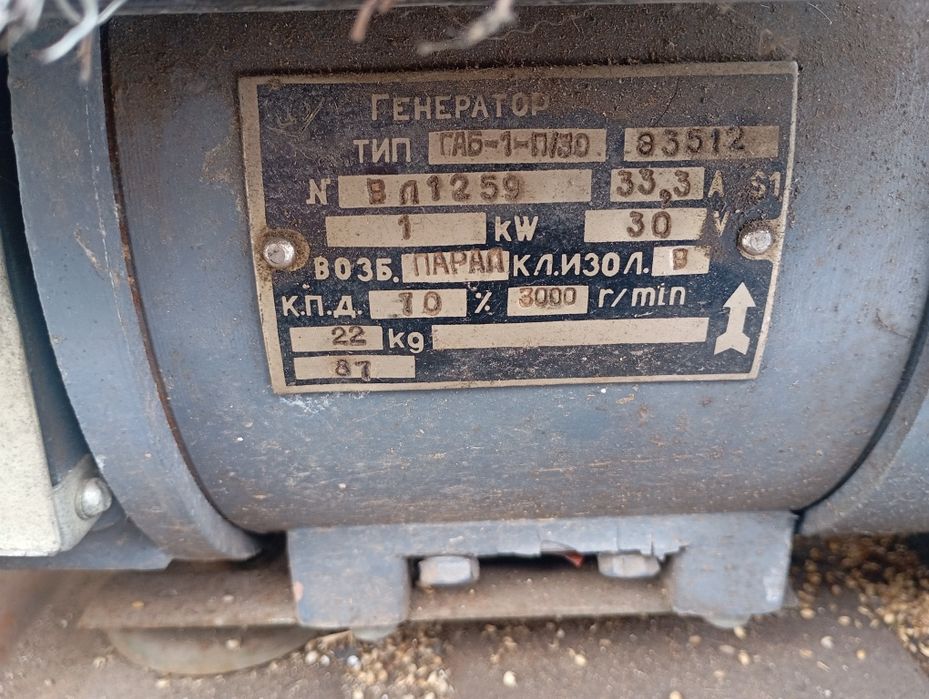 ГЕНЕРАТОР
ТИП ГАБ-1-П/30 83512
№ ВЛ1259 33,3 А S1
1 kW 30 V
ВОЗБ. ПАРАЛ КЛ.ИЗОЛ. В
К.П.Д. 70 % 3000 r/min
22 kg
87